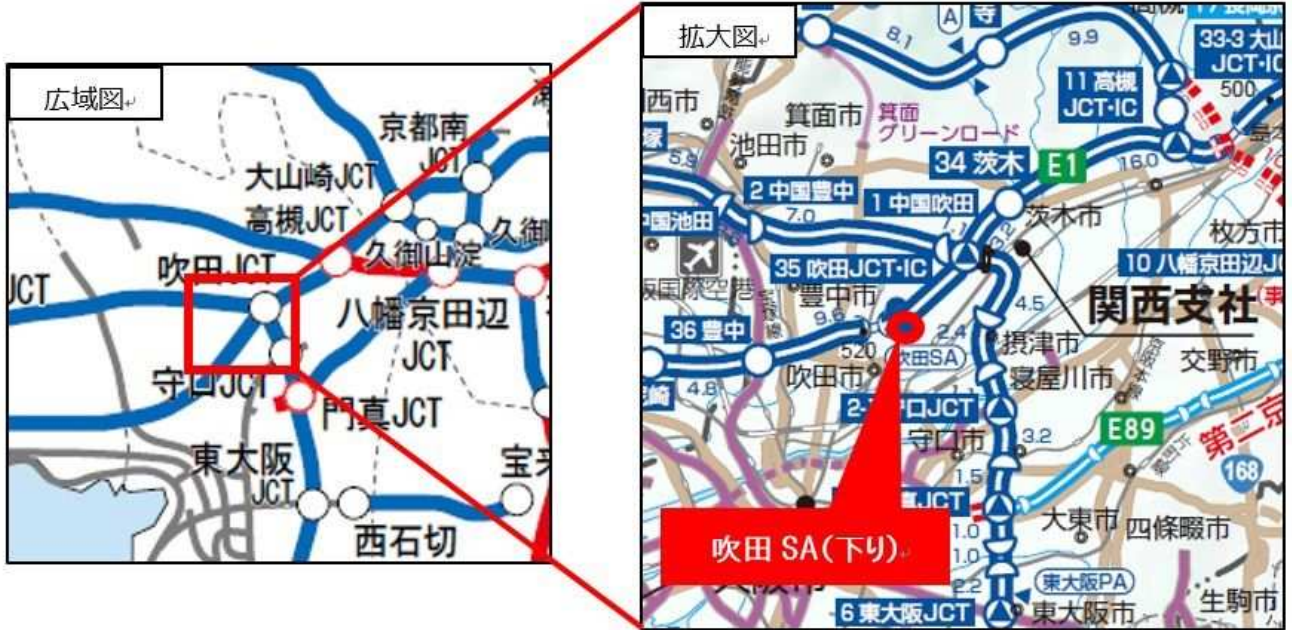 広域図
京都南
JCT
大山崎JCT
高槻JCT
久御山淀
久御
吹田JCT
JCT
八幡京田辺
JCT
守口JCT
門真JCT
東大阪
JCT
宝来
西石切
拡大図
A
寺
8.1
9.9
33-3 大山
JCT・IC
500
11 高槻
JCT・IC
西市
箕面市
箕面
グリーンロード
池田市
34 茨木
E1
16.0
5.8
2 中国豊中
7.0
1 中国吹田
茨木市
中国池田
3.2
枚方市
35 吹田JCT・IC
10 八幡京田辺JC
豊中市
4.5
関西支社
36 豊中
9.6
2.4
520
吹田SA
摂津市
交野市
吹田市
寝屋川市
4.8
口JCT
守口市
3.2
E89
第二京
1.5
168
JCT
1.0
大東市
四條畷市
吹田 SA(下り)
1.0
2.2
東大阪PA
6 東大阪JCT
東大阪市
生駒市